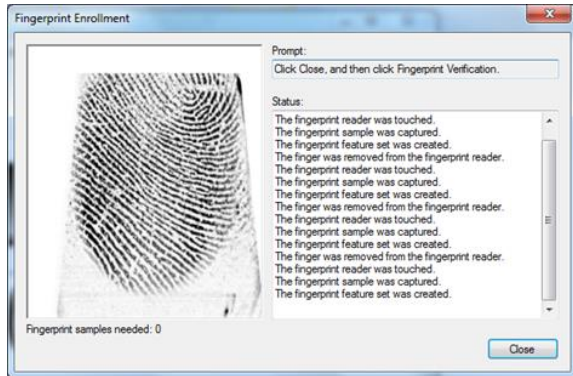 Fingerprint Enrollment
Prompt:
Click Close, and then click Fingerprint Verification.
Status:
The fingerprint reader was touched.
The fingerprint sample was captured.
The fingerprint feature set was created.
The finger was removed from the fingerprint reader.
The fingerprint reader was touched.
The fingerprint sample was captured.
The fingerprint feature set was created.
The finger was removed from the fingerprint reader.
The fingerprint reader was touched.
The fingerprint sample was captured.
The fingerprint feature set was created.
The finger was removed from the fingerprint reader.
The fingerprint reader was touched.
The fingerprint sample was captured.
The fingerprint feature set was created.
Fingerprint samples needed: 0
Close